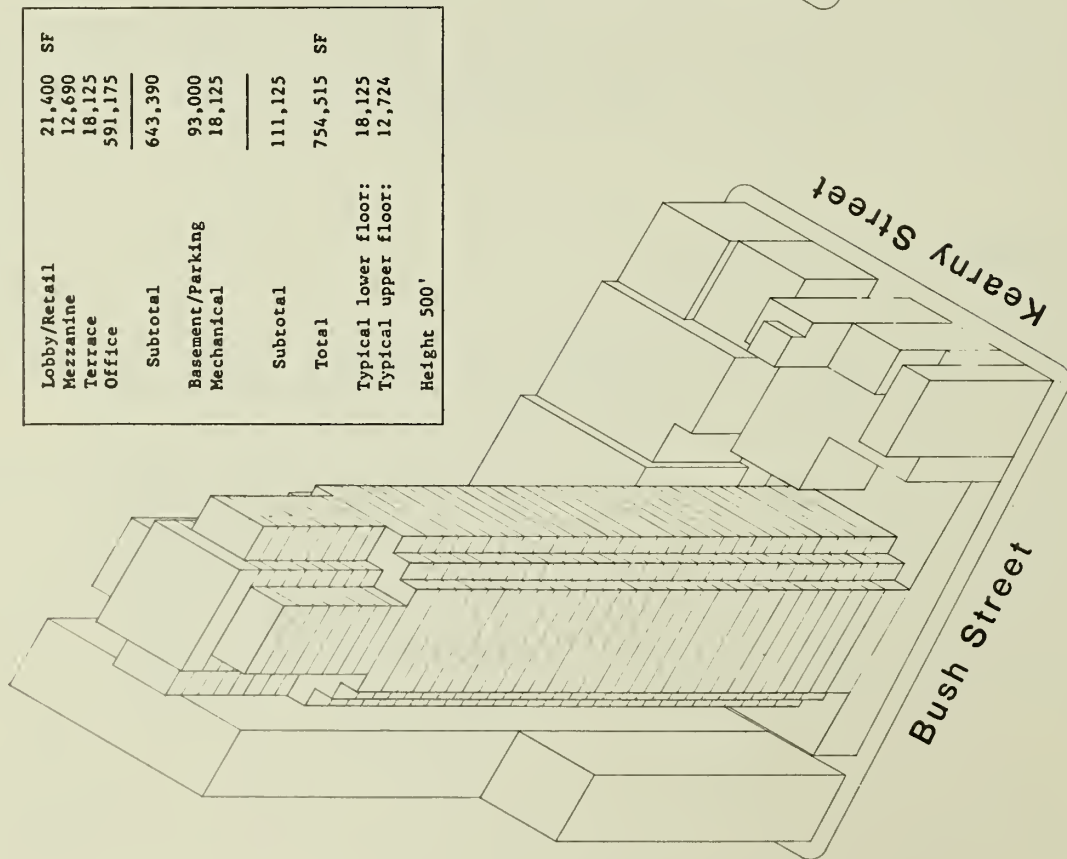 Lobby/Retail 21,400 SF
Mezzanine 12,690
Terrace 18,125
Office 591,175
Subtotal 643,390
Basement/Parking 93,000
Mechanical 18,125
Subtotal 111,125
Total 754,515 SF
Typical lower floor: 18,125
Typical upper floor: 12,724
Height 500'
Kearny Street
Bush Street